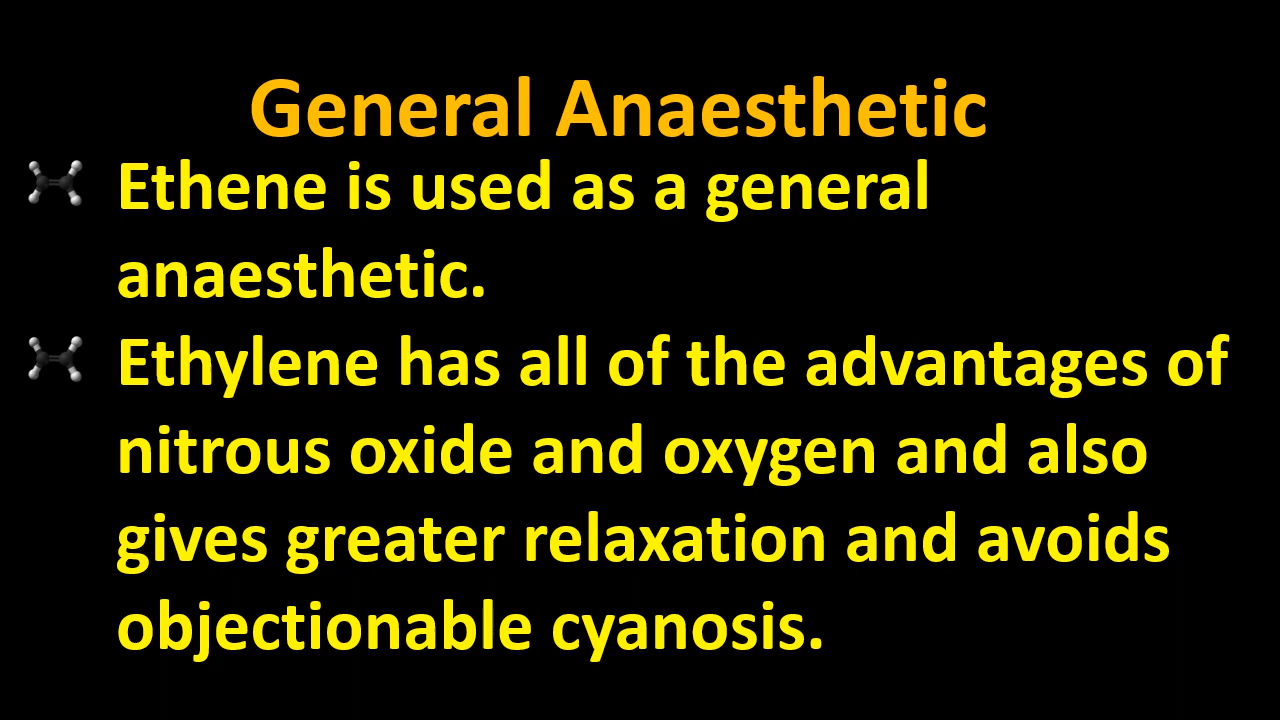 General Anaesthetic
Ethene is used as a general
anaesthetic.
Ethylene has all of the advantages of
nitrous oxide and oxygen and also
gives greater relaxation and avoids
objectionable cyanosis.